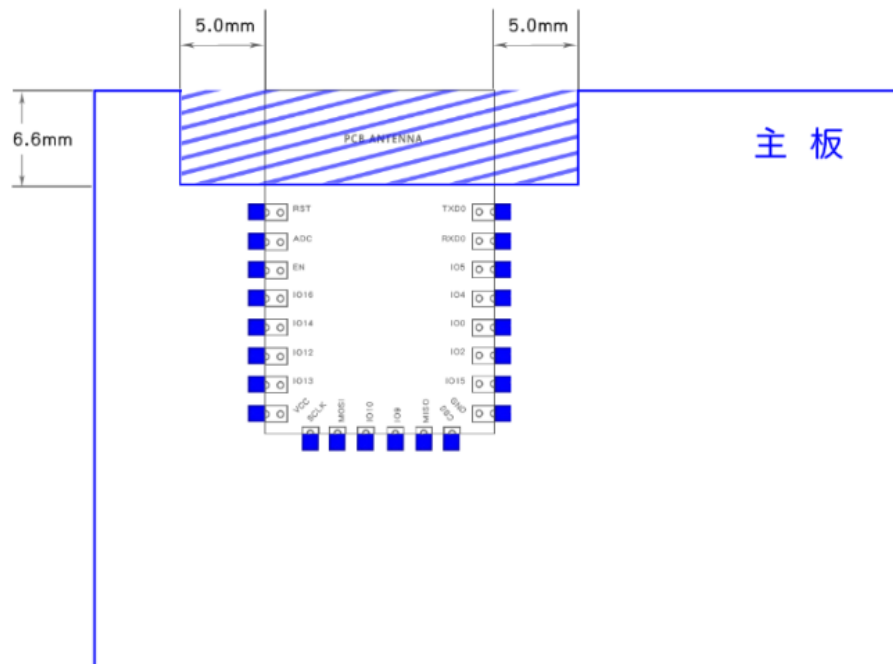 5.0mm 5.0mm
6.6mm
PCB ANTENNA
主 板
RST TXD0
ADC RXD0
EN IO5
IO16 IO4
IO14 IO0
IO12 IO2
IO13 IO15
VCC GND
SCLK MOSI IO10 IO9 MISO CS0